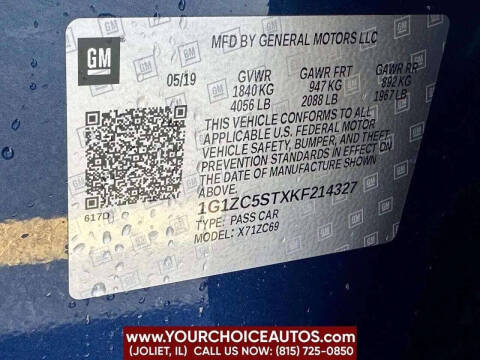 GM
MFD BY GENERAL MOTORS LLC
05/19 GVWR GAWR FRT GAWR RR
1840 KG 947 KG 892 KG
4056 LB 2088 LB 1967 LB
THIS VEHICLE CONFORMS TO ALL
APPLICABLE U.S. FEDERAL MOTOR
VEHICLE SAFETY, BUMPER, AND THEFT
PREVENTION STANDARDS IN EFFECT ON
THE DATE OF MANUFACTURE SHOWN
ABOVE.
617D
1G1ZC5STXKF214327
TYPE: PASS CAR
MODEL: X71ZC69
WWW.YOURCHOICEAUTOS.COM
(JOLIET, IL) CALL US NOW: (815) 725-0850